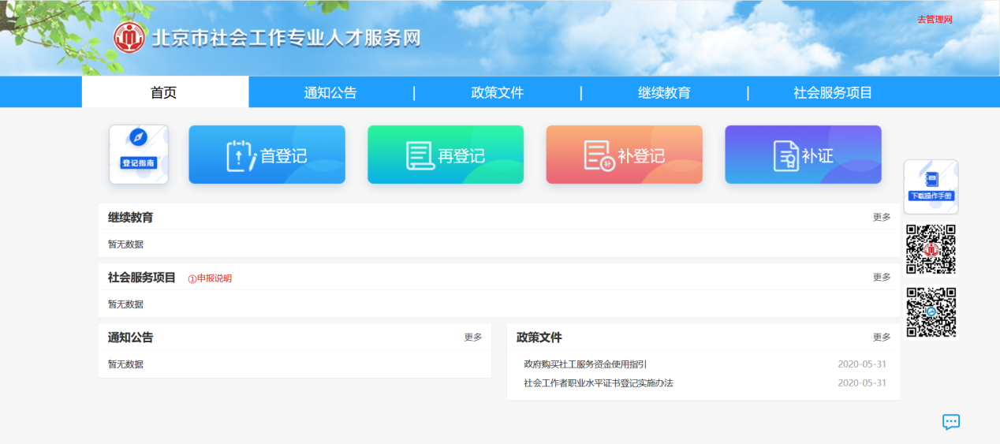 北京市社会工作专业人才服务网
去管理网
首页 通知公告 | 政策文件 | 继续教育 | 社会服务项目
登记指南
首登记
再登记
补
补登记
补证
下载操作手册
继续教育 更多
暂无数据
社会服务项目 ①申报说明 更多
暂无数据
通知公告 更多
暂无数据
政策文件 更多
政府购买社工服务资金使用指引 2020-05-31
社会工作者职业水平证书登记实施办法 2020-05-31